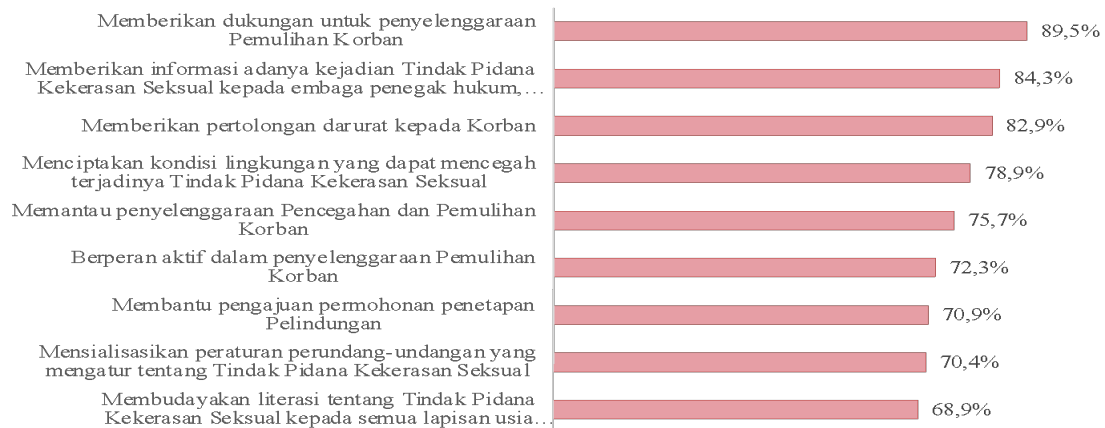 Memberikan dukungan untuk penyelenggaraan
Pemulihan Korban
89,5%
Memberikan informasi adanya kejadian Tindak Pidana
Kekerasan Seksual kepada embaga penegak hukum,…
84,3%
Memberikan pertolongan darurat kepada Korban
82,9%
Menciptakan kondisi lingkungan yang dapat mencegah
terjadinya Tindak Pidana Kekerasan Seksual
78,9%
Memantau penyelenggaraan Pencegahan dan Pemulihan
Korban
75,7%
Berperan aktif dalam penyelenggaraan Pemulihan
Korban
72,3%
Membantu pengajuan permohonan penetapan
Pelindungan
70,9%
Mensialisasikan peraturan perundang-undangan yang
mengatur tentang Tindak Pidana Kekerasan Seksual
70,4%
Membudayakan literasi tentang Tindak Pidana
Kekerasan Seksual kepada semua lapisan usia…
68,9%